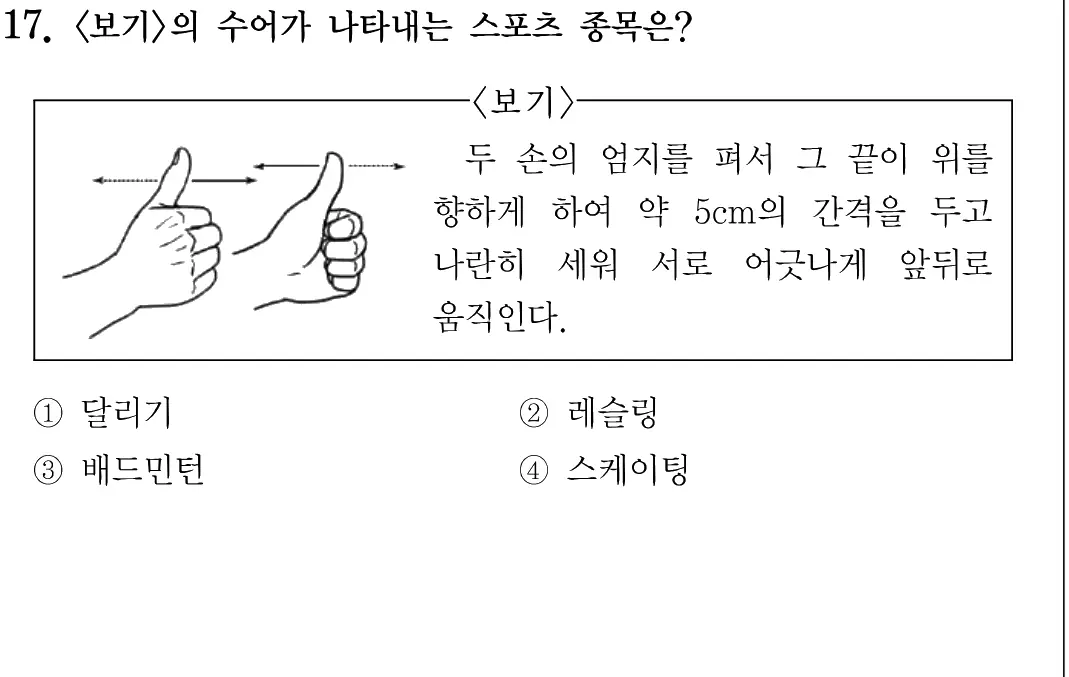 17. 〈보기〉의 수어가 나타내는 스포츠 종목은?
〈보기〉
두 손의 엄지를 펴서 그 끝이 위를
향하게 하여 약 5cm의 간격을 두고
나란히 세워 서로 어긋나게 앞뒤로
움직인다.
① 달리기 ② 레슬링
③ 배드민턴 ④ 스케이팅